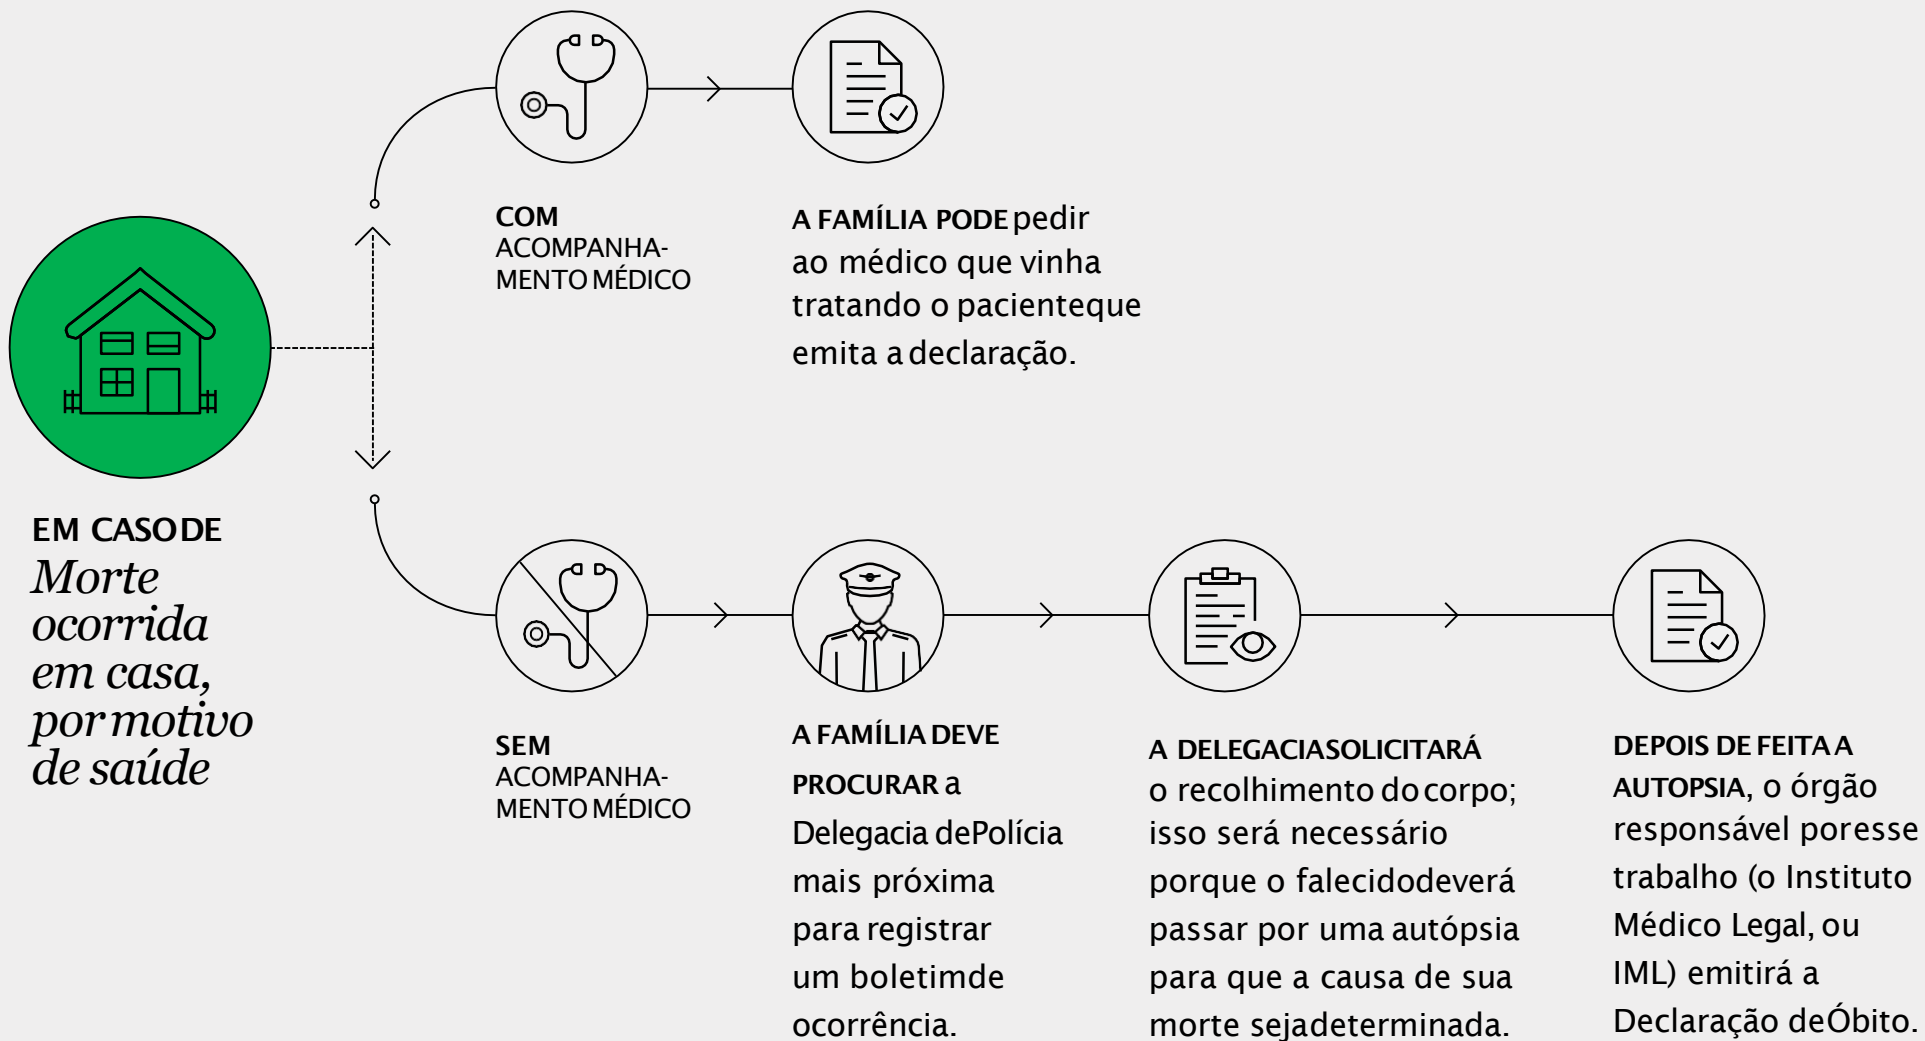 COM
ACOMPANHA-
MENTO MÉDICO
A FAMÍLIA PODE pedir
ao médico que vinha
tratando o pacienteque
emita a declaração.
EM CASO DE
Morte
ocorrida
em casa,
por motivo
de saúde
SEM
ACOMPANHA-
MENTO MÉDICO
A FAMÍLIA DEVE
PROCURAR a
Delegacia dePolícia
mais próxima
para registrar
um boletimde
ocorrência.
A DELEGACIASOLICITARÁ
o recolhimento do corpo;
isso será necessário
porque o falecidodeverá
passar por uma autópsia
para que a causa de sua
morte sejadeterminada.
DEPOIS DE FEITA A
AUTOPSIA, o órgão
responsável poresse
trabalho (o Instituto
Médico Legal, ou
IML) emitirá a
Declaração deÓbito.